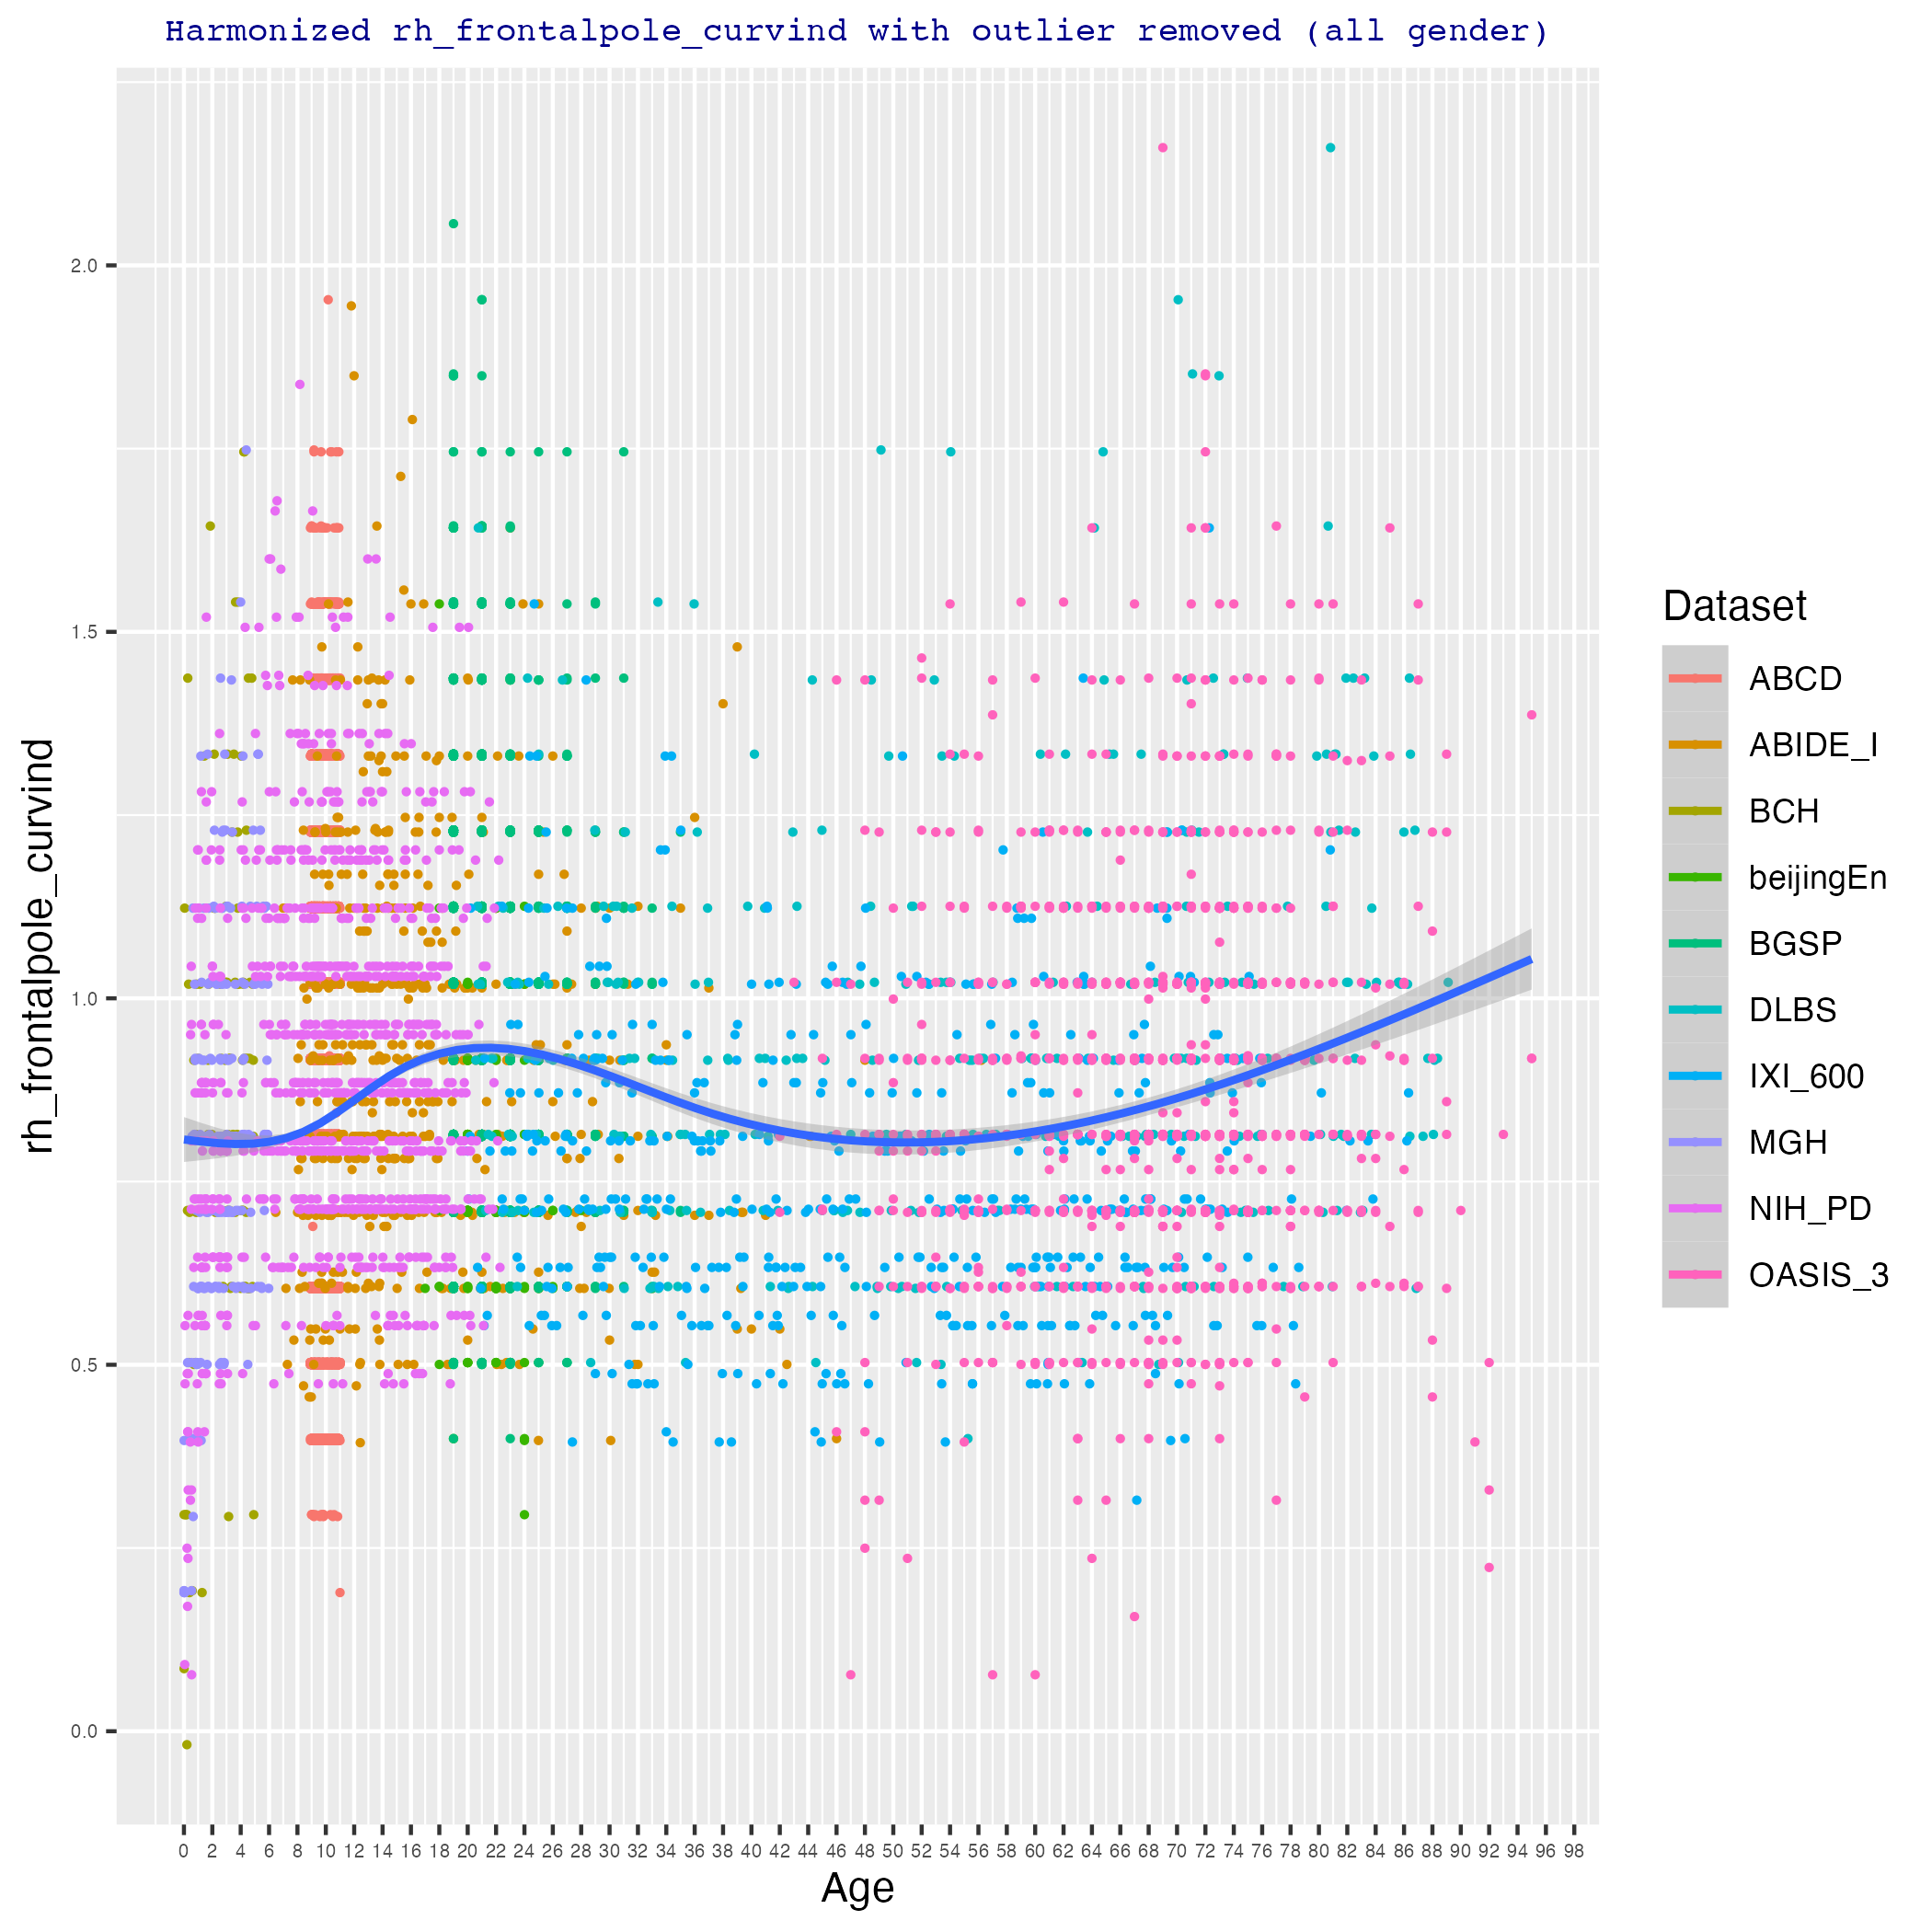 Harmonized rh_frontalpole_curvind with outlier removed (all gender)
rh_frontalpole_curvind
2.0
1.5
1.0
0.5
0.0
0 2 4 6 8 10 12 14 16 18 20 22 24 26 28 30 32 34 36 38 40 42 44 46 48 50 52 54 56 58 60 62 64 66 68 70 72 74 76 78 80 82 84 86 88 90 92 94 96 98
Age
Dataset
ABCD
ABIDE_I
BCH
beijingEn
BGSP
DLBS
IXI_600
MGH
NIH_PD
OASIS_3